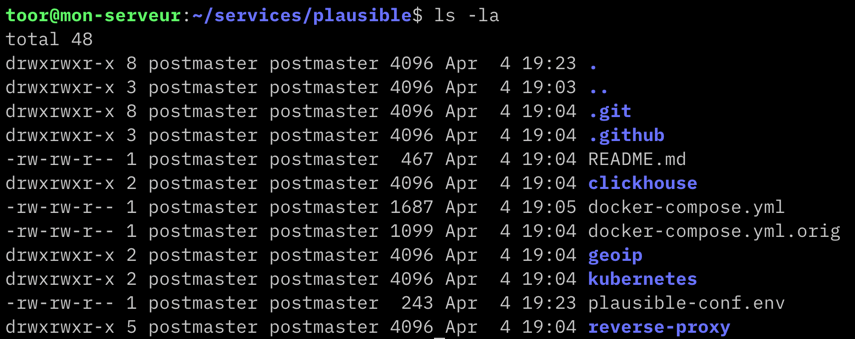 toor@mon-serveur:~/services/plausible$ ls -la
total 48
drwxrwxr-x 8 postmaster postmaster 4096 Apr  4 19:23 .
drwxrwxr-x 3 postmaster postmaster 4096 Apr  4 19:03 ..
drwxrwxr-x 8 postmaster postmaster 4096 Apr  4 19:04 .git
drwxrwxr-x 3 postmaster postmaster 4096 Apr  4 19:04 .github
-rw-rw-r-- 1 postmaster postmaster  467 Apr  4 19:04 README.md
drwxrwxr-x 2 postmaster postmaster 4096 Apr  4 19:04 clickhouse
-rw-rw-r-- 1 postmaster postmaster 1687 Apr  4 19:05 docker-compose.yml
-rw-rw-r-- 1 postmaster postmaster 1099 Apr  4 19:04 docker-compose.yml.orig
drwxrwxr-x 2 postmaster postmaster 4096 Apr  4 19:04 geoip
drwxrwxr-x 2 postmaster postmaster 4096 Apr  4 19:04 kubernetes
-rw-rw-r-- 1 postmaster postmaster  243 Apr  4 19:23 plausible-conf.env
drwxrwxr-x 5 postmaster postmaster 4096 Apr  4 19:04 reverse-proxy